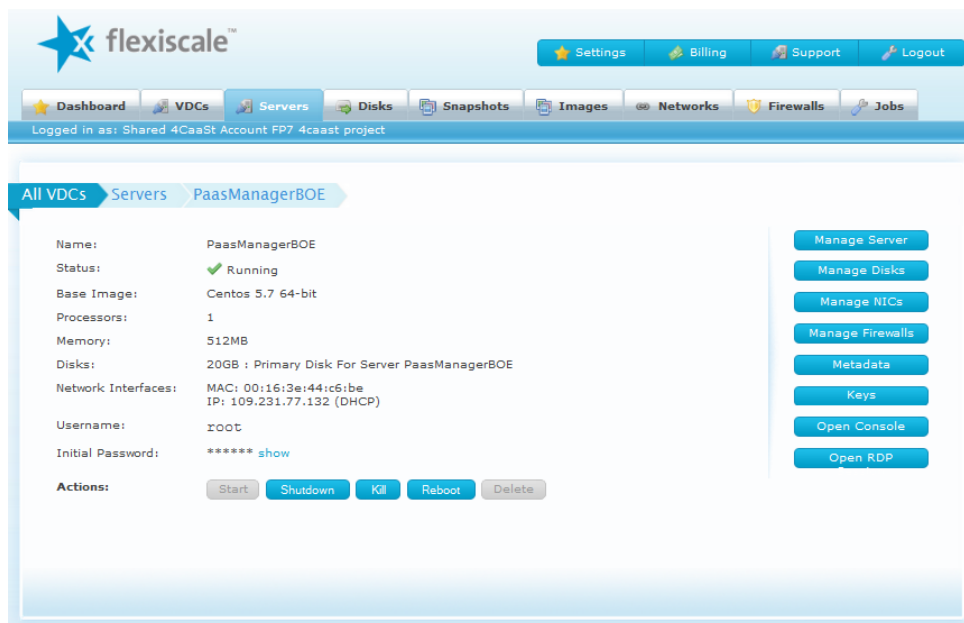 flexiscale™
Settings Billing Support Logout
Dashboard VDCs Servers Disks Snapshots Images Networks Firewalls Jobs
Logged in as: Shared 4CaaSt Account FP7 4caast project
All VDCs Servers PaasManagerBOE
Name: PaasManagerBOE
Status: Running
Base Image: Centos 5.7 64-bit
Processors: 1
Memory: 512MB
Disks: 20GB : Primary Disk For Server PaasManagerBOE
Network Interfaces: MAC: 00:16:3e:44:c6:be
IP: 109.231.77.132 (DHCP)
Username: root
Initial Password: ****** show
Actions: Start Shutdown Kill Reboot Delete
Manage Server
Manage Disks
Manage NICs
Manage Firewalls
Metadata
Keys
Open Console
Open RDP